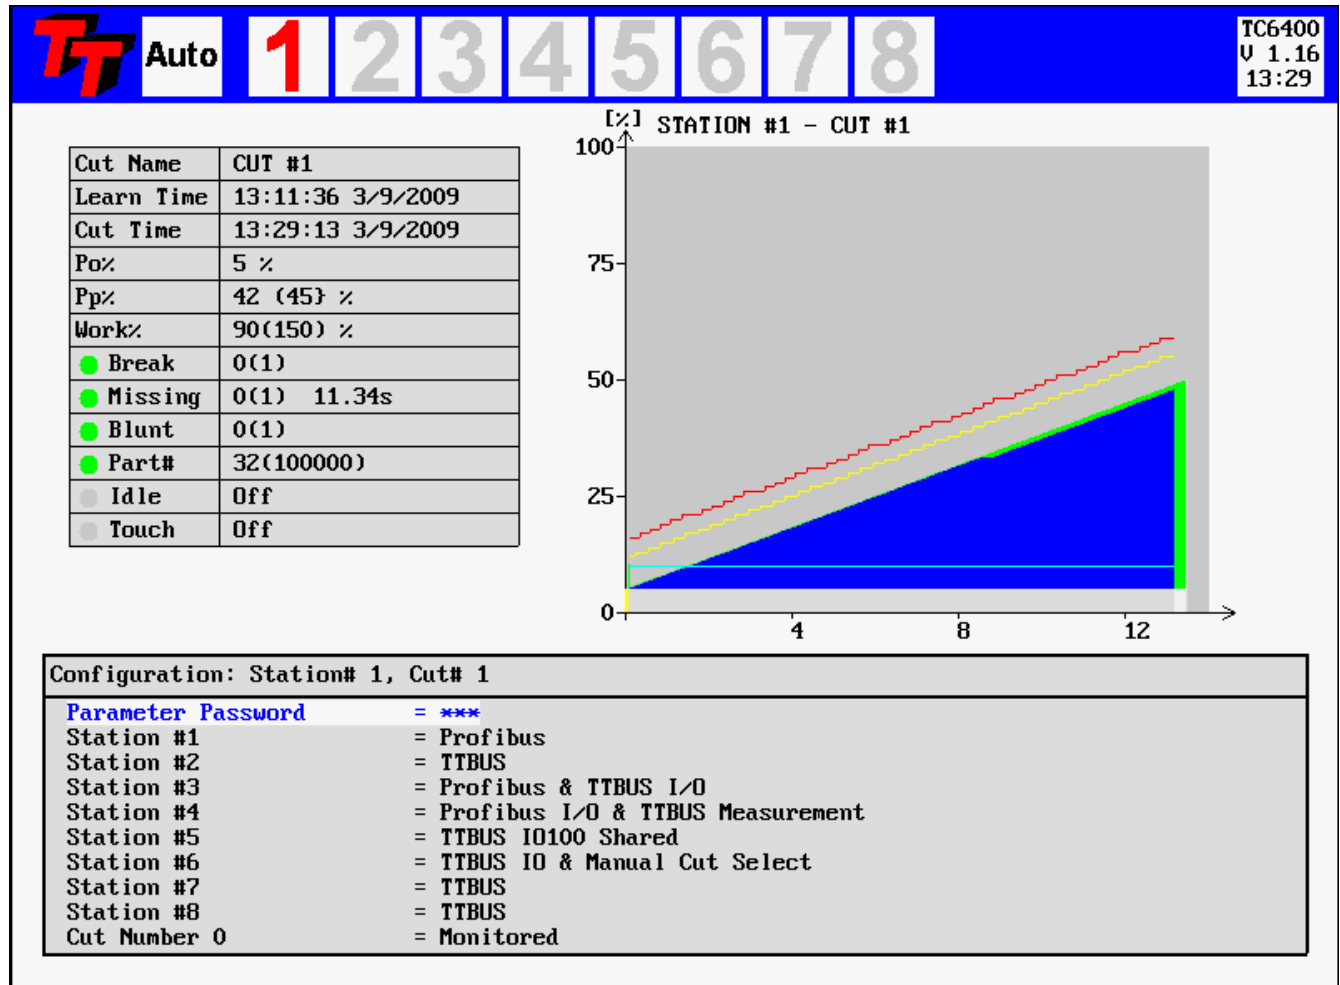 TT Auto 1 2 3 4 5 6 7 8
TC6400
V 1.16
13:29
[%] STATION #1 - CUT #1
Cut Name CUT #1
Learn Time 13:11:36 3/9/2009
Cut Time 13:29:13 3/9/2009
Po% 5 %
Pp% 42 (45} %
Work% 90(150) %
Break 0(1)
Missing 0(1) 11.34s
Blunt 0(1)
Part# 32(100000)
Idle Off
Touch Off
100
75
50
25
0
4 8 12
Configuration: Station# 1, Cut# 1
Parameter Password = ***
Station #1 = Profibus
Station #2 = TTBUS
Station #3 = Profibus & TTBUS I/O
Station #4 = Profibus I/O & TTBUS Measurement
Station #5 = TTBUS IO100 Shared
Station #6 = TTBUS IO & Manual Cut Select
Station #7 = TTBUS
Station #8 = TTBUS
Cut Number 0 = Monitored